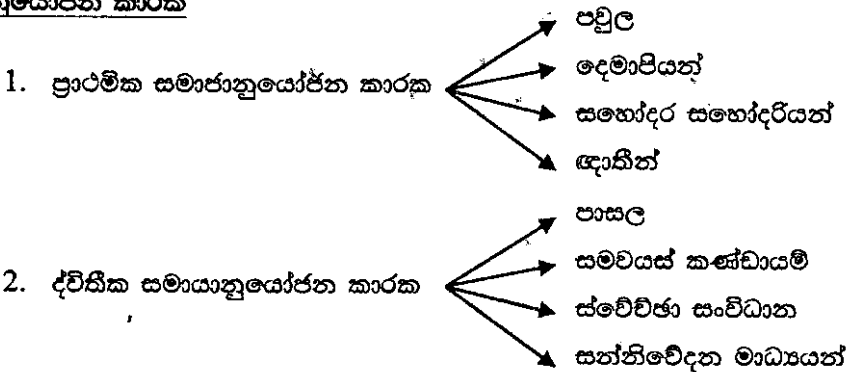 පවුල
1. ප්‍රාථමික සමාජානුයෝජන කාරක
දෙමාපියන්
සහෝදර සහෝදරියන්
ඥාතීන්
පාසල
සමවයස් කණ්ඩායම්
2. ද්විතීක සමායානුයෝජන කාරක
ස්වේච්ඡා සංවිධාන
සන්නිවේදන මාධ්‍යයන්